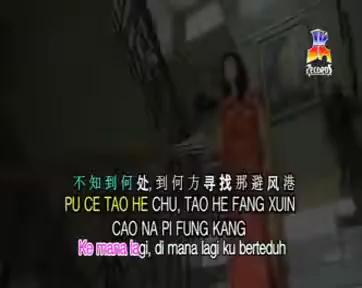 RECORDS
不知到何处,到何方寻找那避风港
PU CE TAO HE CHU, TAO HE FANG XUIN
CAO NA PI FUNG KANG
Ke mana lagi, di mana lagi ku berteduh